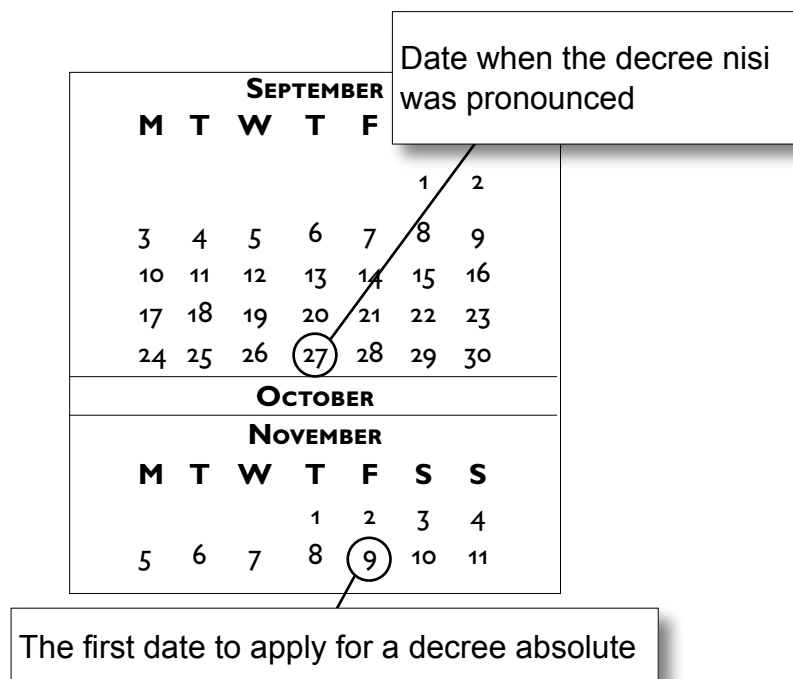 Date when the decree nisi
was pronounced
SEPTEMBER
M T W T F
1 2
3 4 5 6 7 8 9
10 11 12 13 14 15 16
17 18 19 20 21 22 23
24 25 26 27 28 29 30
OCTOBER
NOVEMBER
M T W T F S S
1 2 3 4
5 6 7 8 9 10 11
The first date to apply for a decree absolute